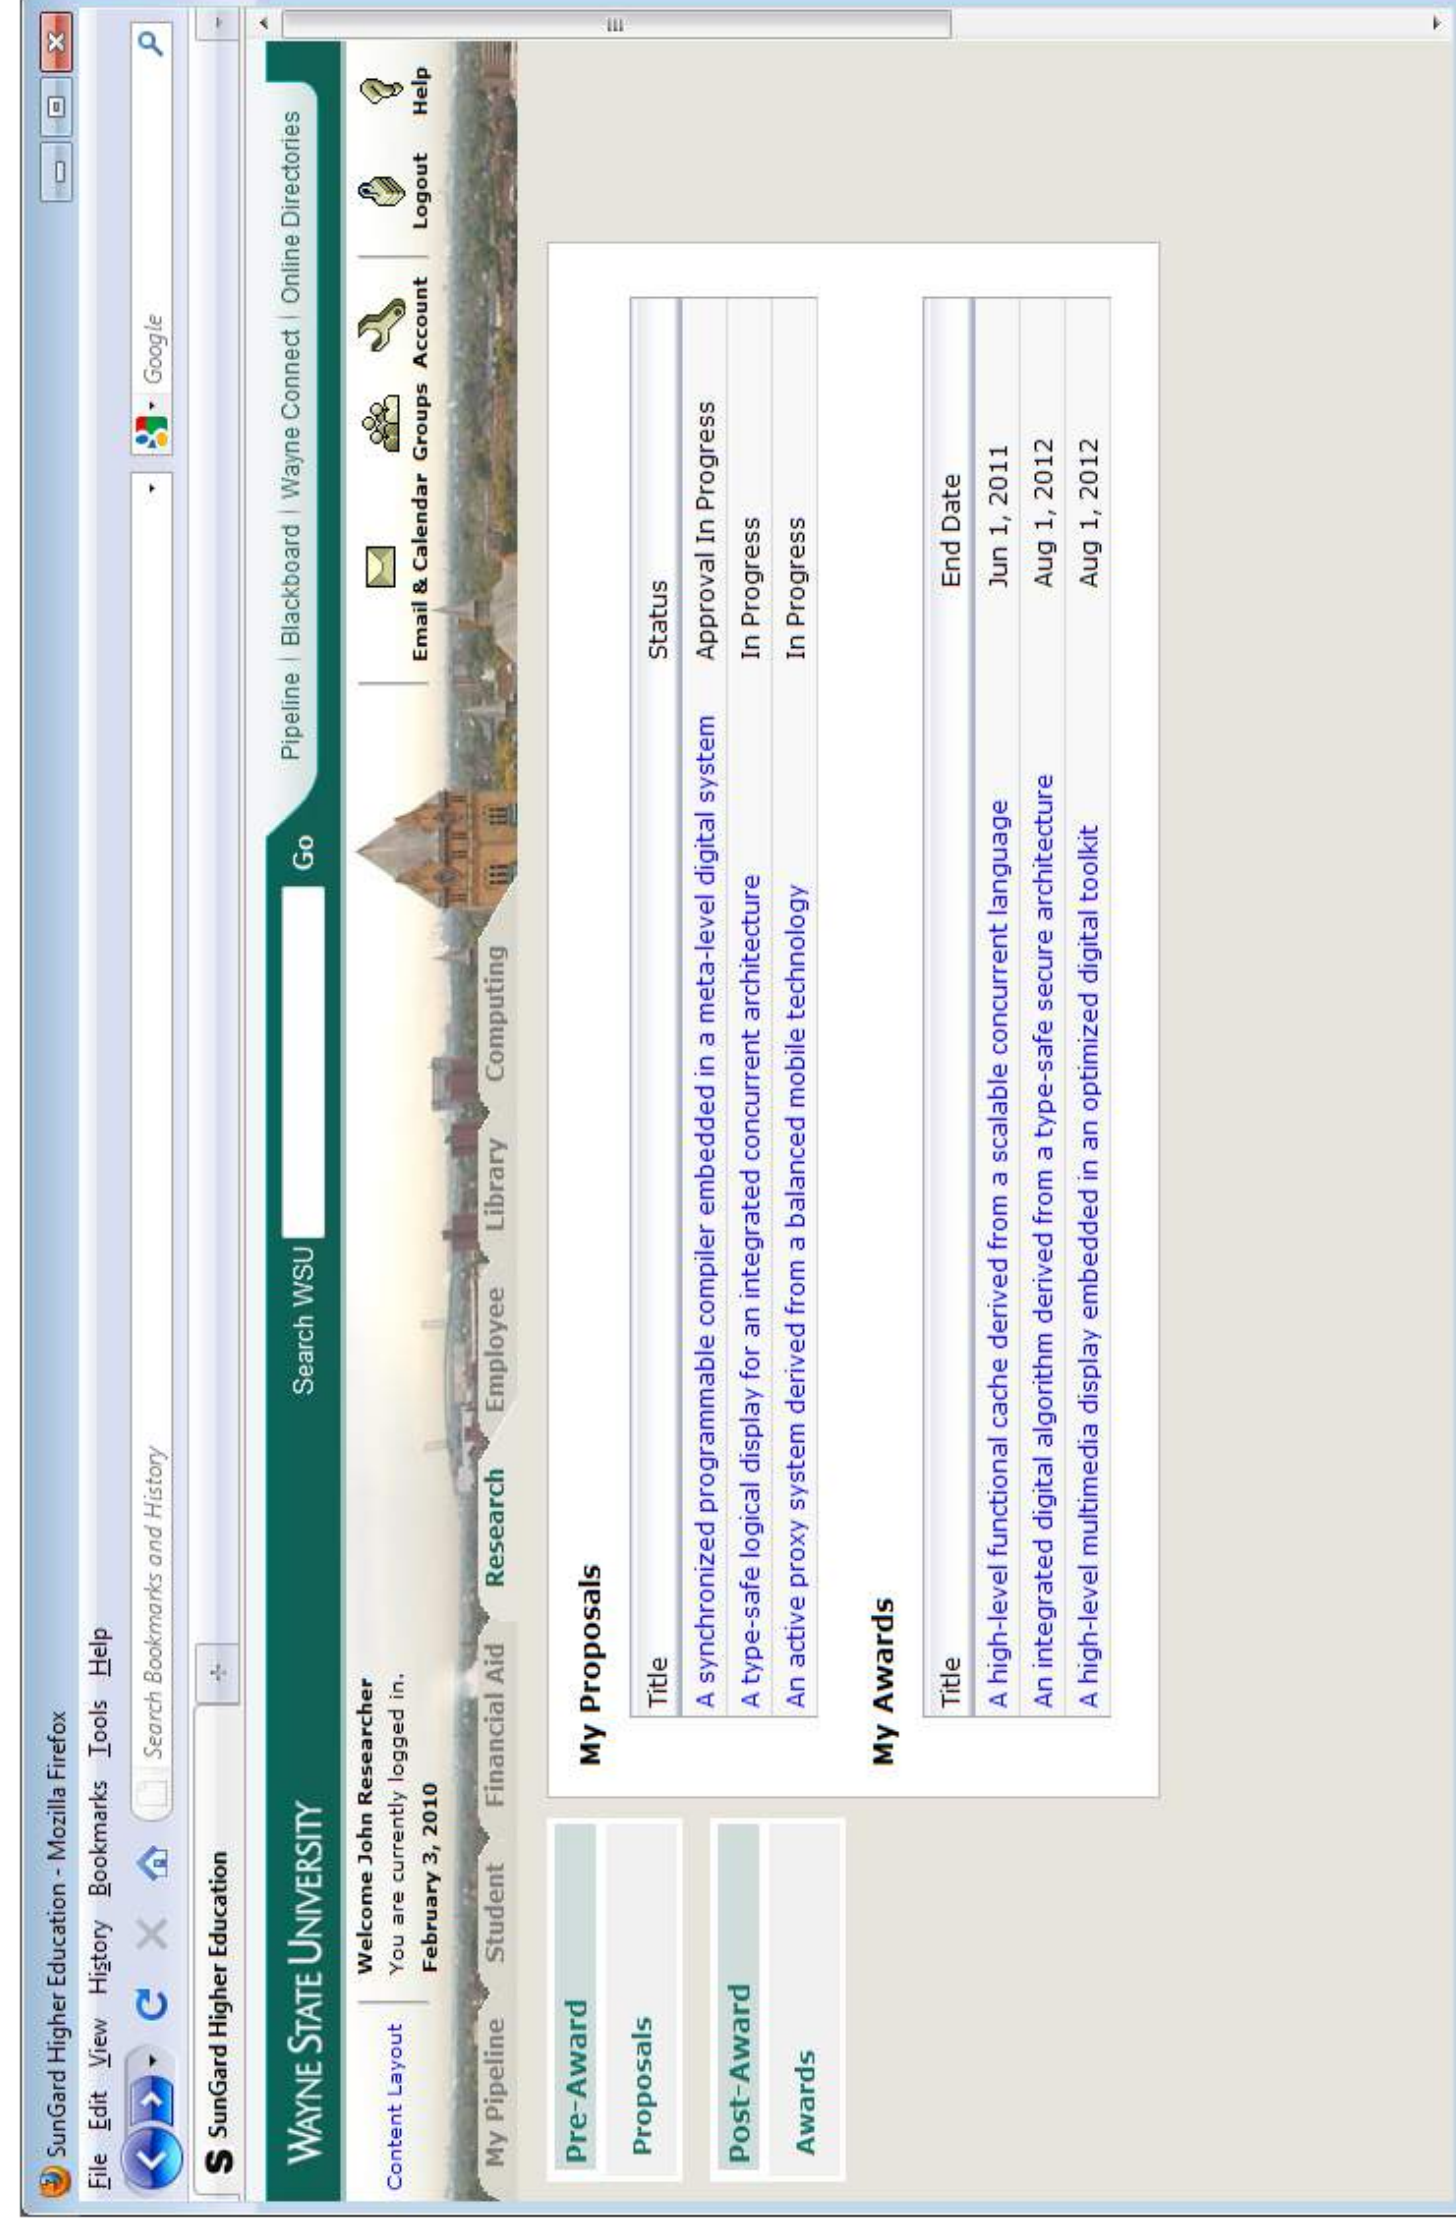 SunGard Higher Education - Mozilla Firefox
File Edit View History Bookmarks Tools Help
Search Bookmarks and History
Google
SunGard Higher Education
WAYNE STATE UNIVERSITY
Search WSU
Go
Pipeline | Blackboard | Wayne Connect | Online Directories
Content Layout
Welcome John Researcher
You are currently logged in.
February 3, 2010
Email & Calendar Groups Account Logout Help
My Pipeline Student Financial Aid Research Employee Library Computing
Pre-Award
Proposals
Post-Award
Awards
My Proposals
Title Status
A synchronized programmable compiler embedded in a meta-level digital system Approval In Progress
A type-safe logical display for an integrated concurrent architecture In Progress
An active proxy system derived from a balanced mobile technology In Progress
My Awards
Title End Date
A high-level functional cache derived from a scalable concurrent language Jun 1, 2011
An integrated digital algorithm derived from a type-safe secure architecture Aug 1, 2012
A high-level multimedia display embedded in an optimized digital toolkit Aug 1, 2012